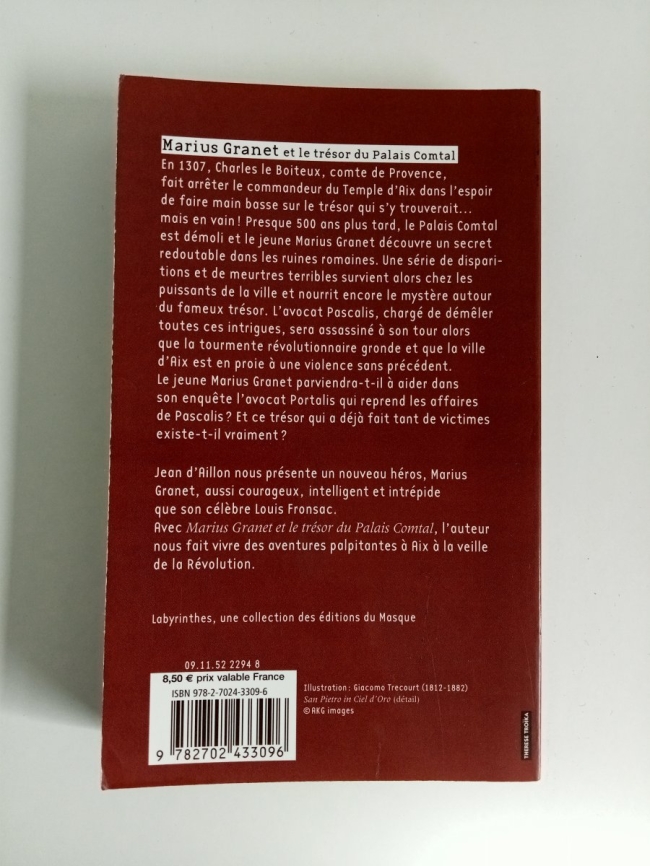 Marius Granet et le trésor du Palais Comtal
En 1307, Charles le Boiteux, comte de Provence,
fait arrêter le commandeur du Temple d'Aix dans l'espoir
de faire main basse sur le trésor qui s'y trouverait...
mais en vain ! Presque 500 ans plus tard, le Palais Comtal
est démoli et le jeune Marius Granet découvre un secret
redoutable dans les ruines romaines. Une série de dispari-
tions et de meurtres terribles survient alors chez les
puissants de la ville et nourrit encore le mystère autour
du fameux trésor. L'avocat Pascalis, chargé de démêler
toutes ces intrigues, sera assassiné à son tour alors
que la tourmente révolutionnaire gronde et que la ville
d'Aix est en proie à une violence sans précédent.
Le jeune Marius Granet parviendra-t-il à aider dans
son enquête l'avocat Portalis qui reprend les affaires
de Pascalis ? Et ce trésor qui a déjà fait tant de victimes
existe-t-il vraiment ?
Jean d'Aillon nous présente un nouveau héros, Marius
Granet, aussi courageux, intelligent et intrépide
que son célèbre Louis Fronsac.
Avec Marius Granet et le trésor du Palais Comtal, l'auteur
nous fait vivre des aventures palpitantes à Aix à la veille
de la Révolution.
Labyrinthes, une collection des éditions du Masque
09.11.52 2294 8
8,50 € prix valable France
ISBN 978-2-7024-3309-6
9 782702 433096
Illustration : Giacomo Trecourt (1812-1882)
San Pietro in Ciel d'Oro (détail)
© AKG images
THERESE TROIKA